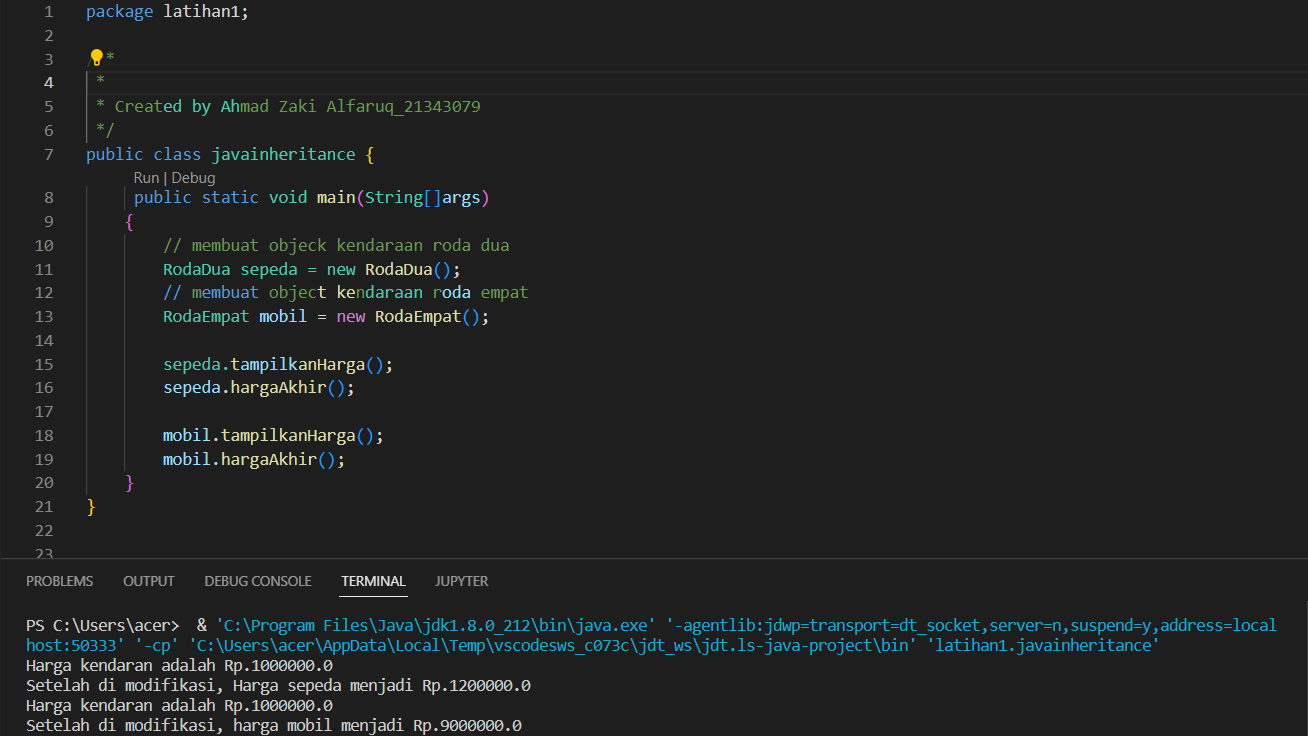 1 package latihan1;
2
3 /*
4 *
5 * Created by Ahmad Zaki Alfaruq_21343079
6 */
7 public class javainheritance {
Run | Debug
8 public static void main(String[]args)
9 {
10 // membuat objeck kendaraan roda dua
11 RodaDua sepeda = new RodaDua();
12 // membuat object kendaraan roda empat
13 RodaEmpat mobil = new RodaEmpat();
14
15 sepeda.tampilkanHarga();
16 sepeda.hargaAkhir();
17
18 mobil.tampilkanHarga();
19 mobil.hargaAkhir();
20 }
21 }
22
23
PROBLEMS OUTPUT DEBUG CONSOLE TERMINAL JUPYTER
PS C:\Users\acer> & 'C:\Program Files\Java\jdk1.8.0_212\bin\java.exe' '-agentlib:jdwp=transport=dt_socket,server=n,suspend=y,address=local
host:50333' '-cp' 'C:\Users\acer\AppData\Local\Temp\vscodesws_c073c\jdt_ws\jdt.ls-java-project\bin' 'latihan1.javainheritance'
Harga kendaran adalah Rp.1000000.0
Setelah di modifikasi, Harga sepeda menjadi Rp.1200000.0
Harga kendaran adalah Rp.1000000.0
Setelah di modifikasi, harga mobil menjadi Rp.9000000.0